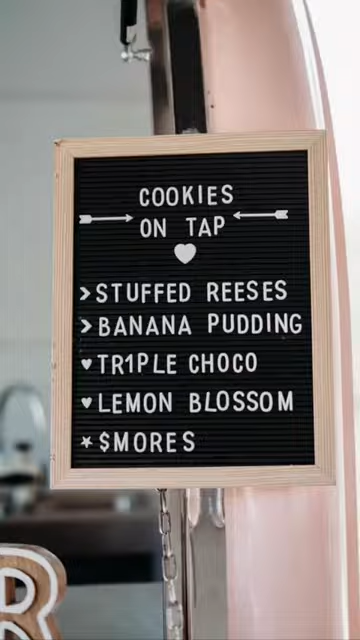 COOKIES
ON TAP
>STUFFED REESES
>BANANA PUDDING
♥TR1PLE CHOCO
♥LEMON BLOSSOM
★$MORES
R